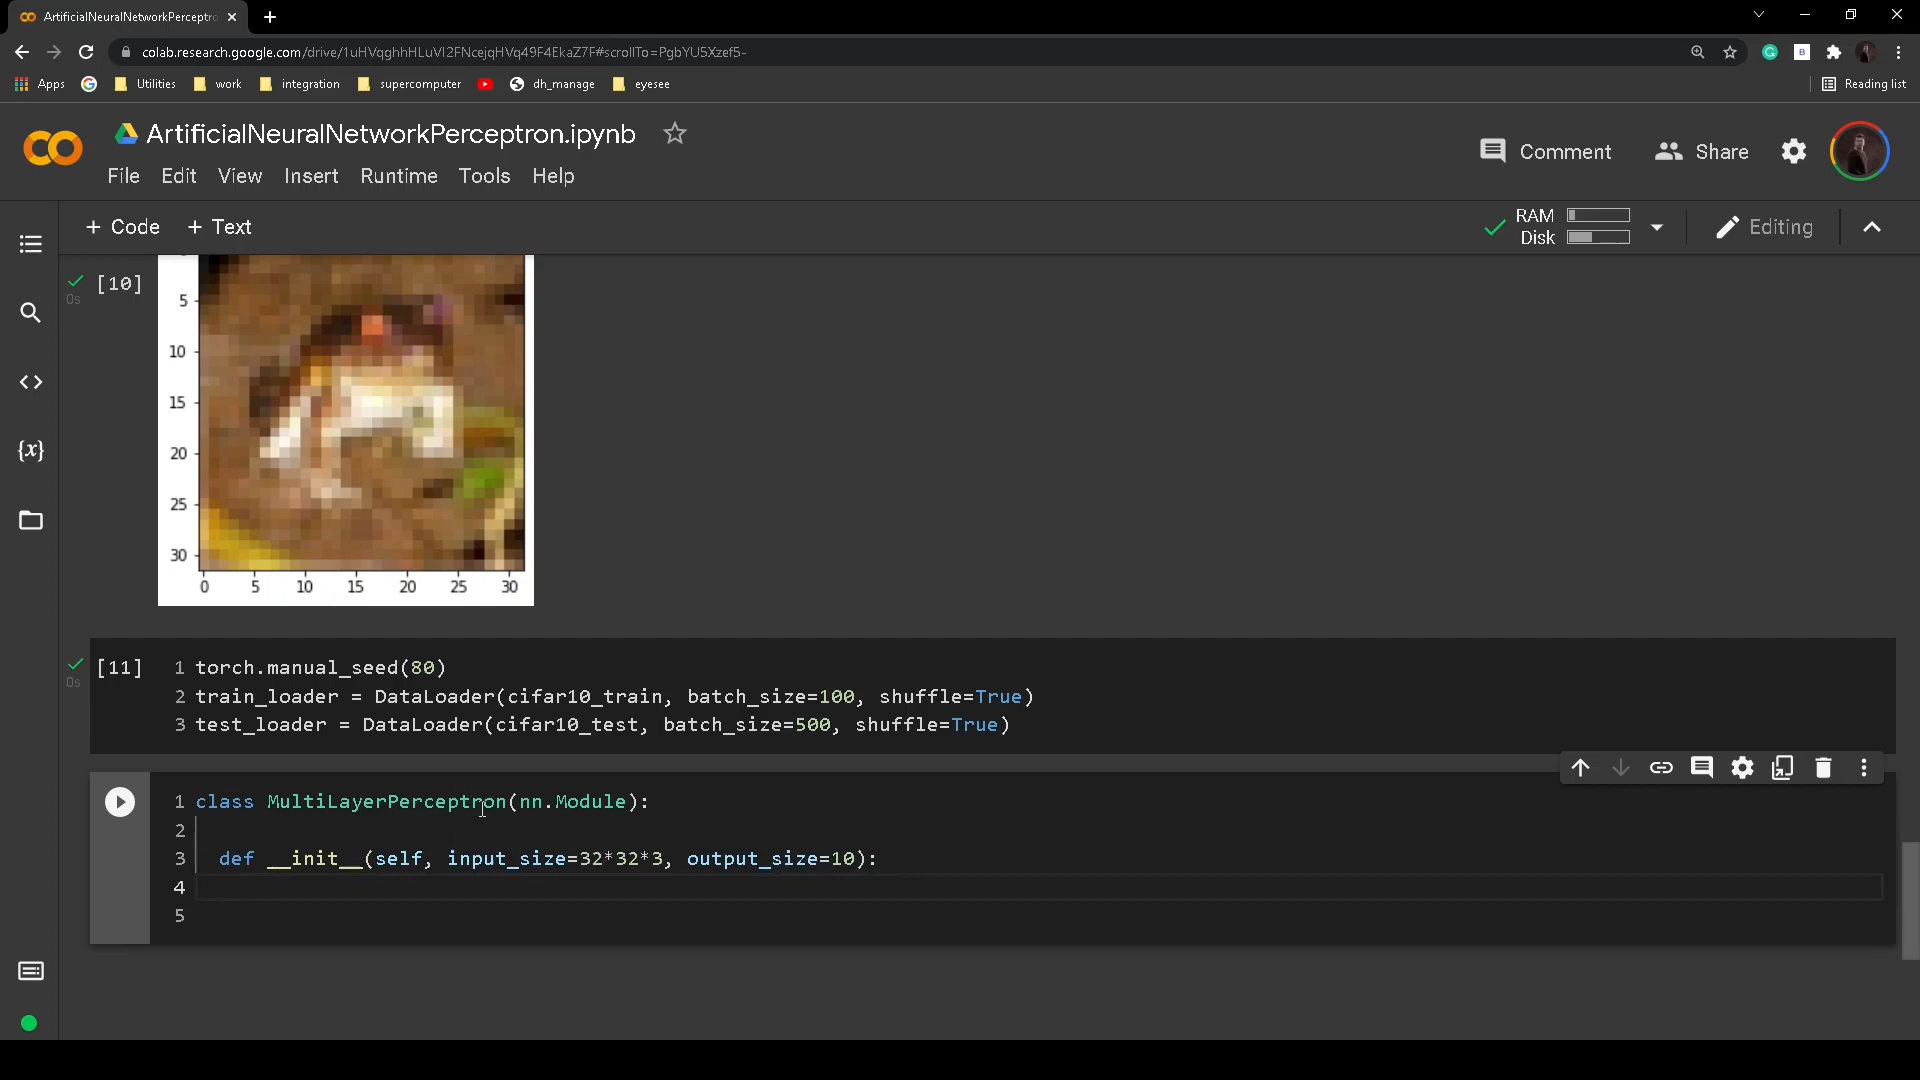 ArtificialNeuralNetworkPerceptro
colab.research.google.com/drive/1uHVqghhHLuVI2FNcejqHVq49F4EkaZ7F#scrollTo=PgbYU5Xzef5-
Apps Utilities work integration supercomputer dh_manage eyesee Reading list
ArtificialNeuralNetworkPerceptron.ipynb
Comment Share
File Edit View Insert Runtime Tools Help
+ Code + Text
RAM
Disk
Editing
[10]
0s
5
10
15
20
25
30
0 5 10 15 20 25 30
[11]
0s
1 torch.manual_seed(80)
2 train_loader = DataLoader(cifar10_train, batch_size=100, shuffle=True)
3 test_loader = DataLoader(cifar10_test, batch_size=500, shuffle=True)
1 class MultiLayerPerceptron(nn.Module):
2
3 def __init__(self, input_size=32*32*3, output_size=10):
4
5